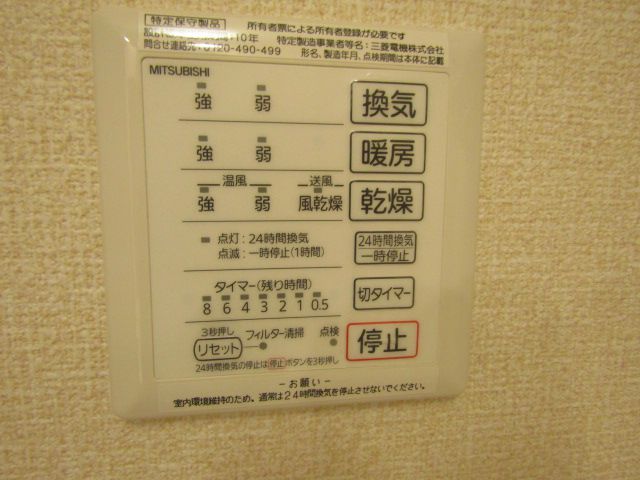 特定保守製品 所有者票による所有者登録が必要です
10年 特定製造事業者等名:三菱電機株式会社
問合せ連絡先 0120-490-499 形名、製造年月、点検期間は本体に記載
MITSUBISHI
強 弱 換気
強 弱 暖房
温風 送風
強 弱 風乾燥 乾燥
点灯:24時間換気
点滅:一時停止(1時間)
24時間換気
一時停止
タイマー(残り時間)
8 6 4 3 2 1 0.5
切タイマー
3秒押し
リセット フィルター清掃 点検
停止
24時間換気の停止は停止ボタンを3秒押し
-お願い-
室内環境維持のため、通常は24時間換気を停止させないでください。